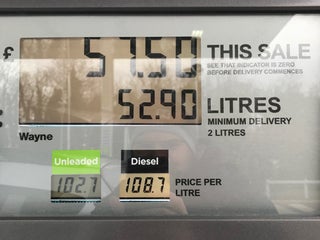 £ 57.50 THIS SALE
SEE THAT INDICATOR IS ZERO
BEFORE DELIVERY COMMENCES
52.90 LITRES
MINIMUM DELIVERY
2 LITRES
Wayne
Unleaded Diesel
102.7 108.7 PRICE PER
LITRE